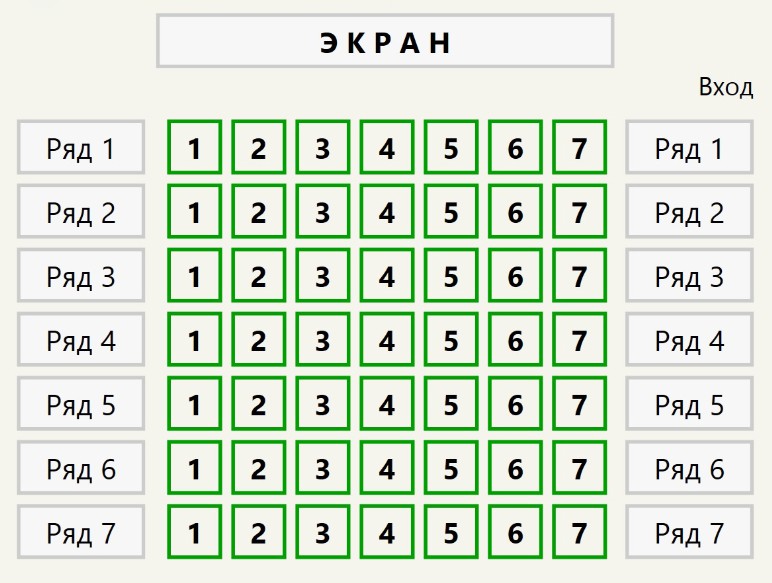 ЭКРАН
Вход
Ряд 1 1 2 3 4 5 6 7 Ряд 1
Ряд 2 1 2 3 4 5 6 7 Ряд 2
Ряд 3 1 2 3 4 5 6 7 Ряд 3
Ряд 4 1 2 3 4 5 6 7 Ряд 4
Ряд 5 1 2 3 4 5 6 7 Ряд 5
Ряд 6 1 2 3 4 5 6 7 Ряд 6
Ряд 7 1 2 3 4 5 6 7 Ряд 7